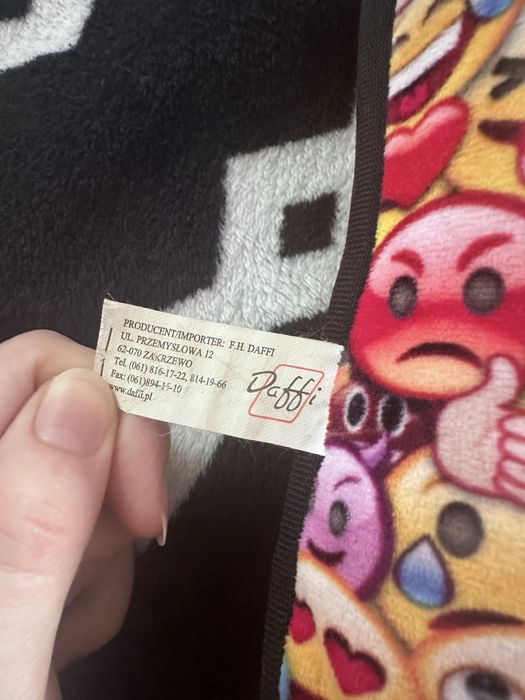 PRODUCENT/IMPORTER: F.H. DAFFI
UL. PRZEMYSŁOWA 12
62-070 ZAKRZEWO
Tel. (061) 816-17-22, 814-19-66
Fax: (061)894-15-10
www.daffi.pl
Daffi